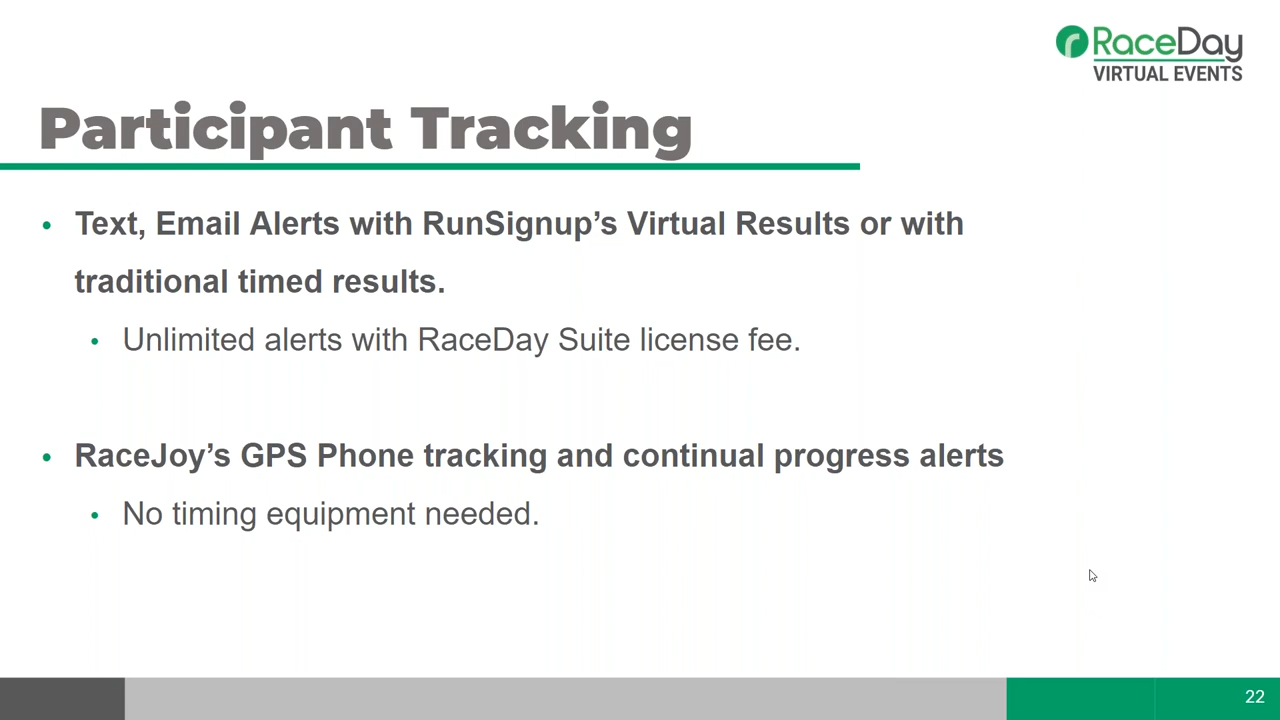 RaceDay
VIRTUAL EVENTS
Participant Tracking
• Text, Email Alerts with RunSignup’s Virtual Results or with
traditional timed results.
• Unlimited alerts with RaceDay Suite license fee.
• RaceJoy’s GPS Phone tracking and continual progress alerts
• No timing equipment needed.
22